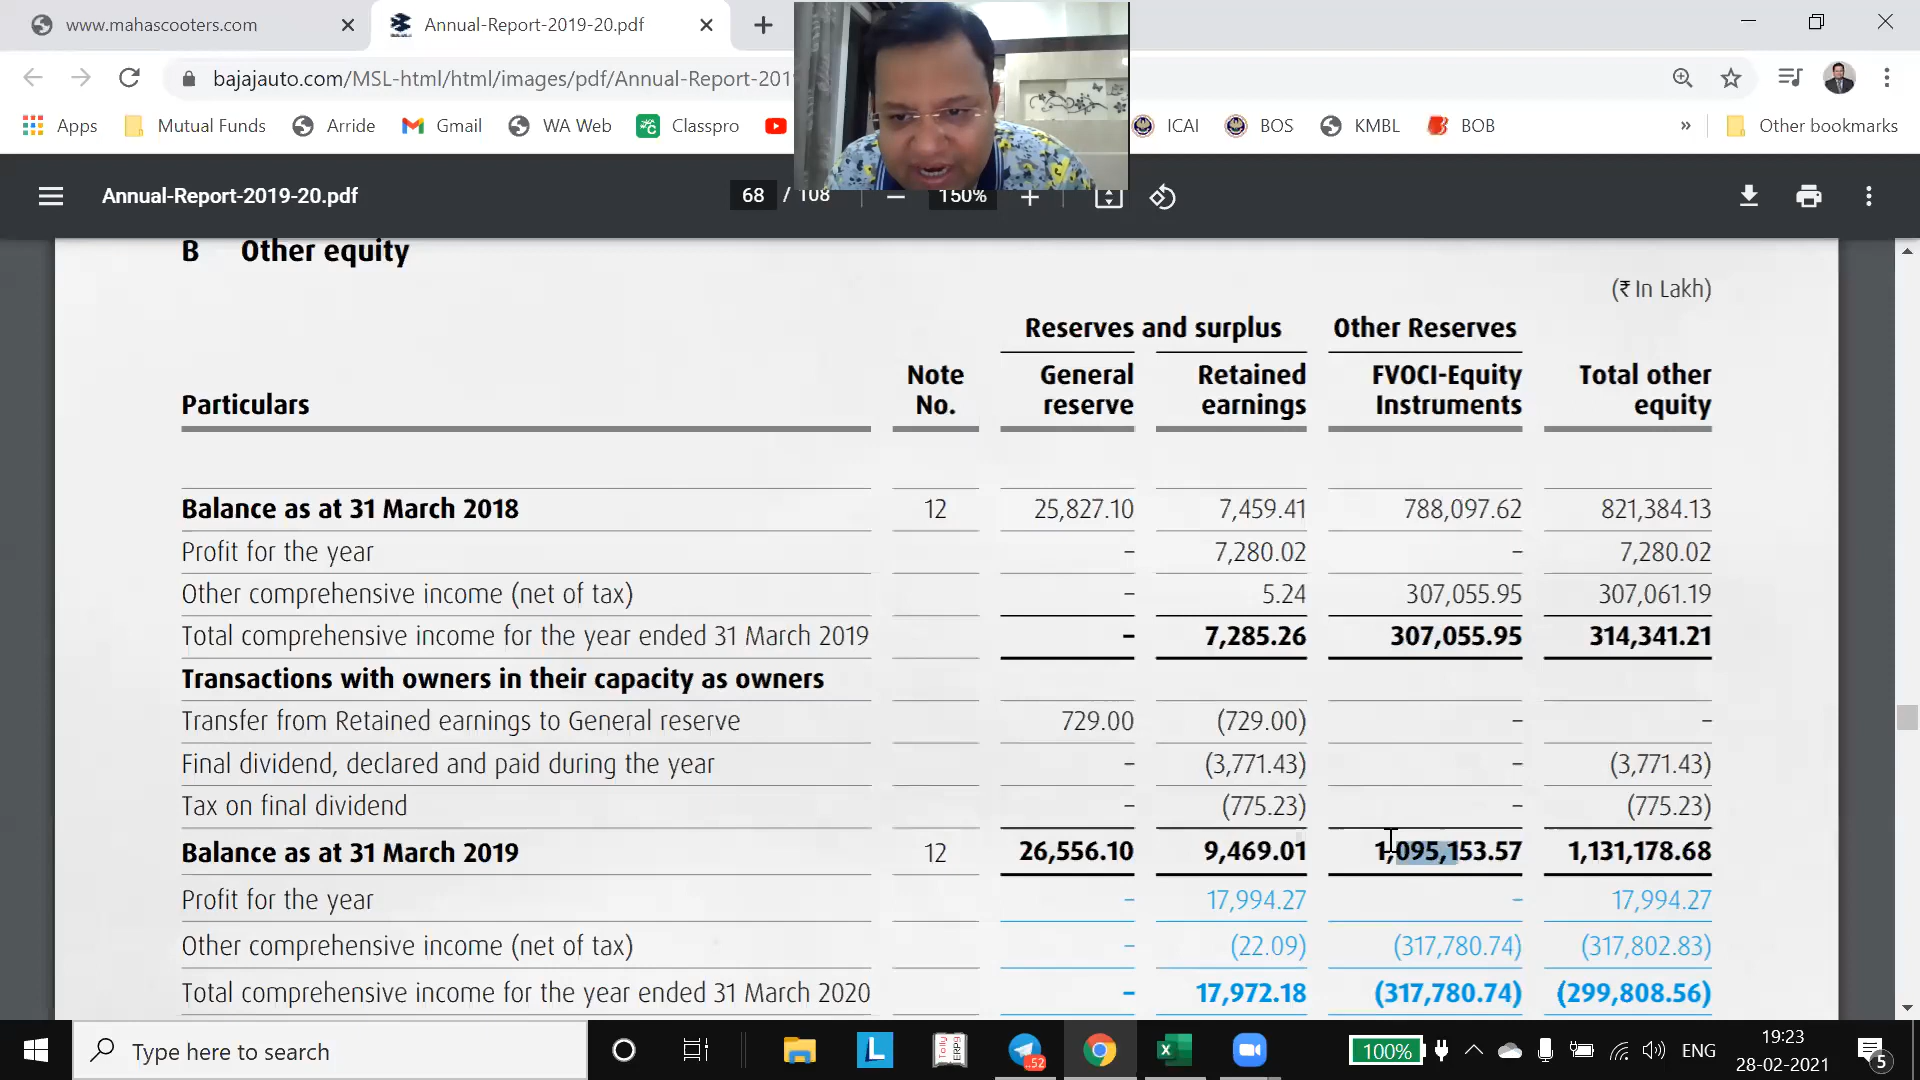 www.mahascooters.com
Annual-Report-2019-20.pdf
bajajauto.com/MSL-html/html/images/pdf/Annual-Report-201
Apps Mutual Funds Arride Gmail WA Web Classpro ICAI BOS KMBL BOB » Other bookmarks
Annual-Report-2019-20.pdf 68 / 108 150%
B Other equity
(₹ In Lakh)
Reserves and surplus Other Reserves
Particulars Note No. General reserve Retained earnings FVOCI-Equity Instruments Total other equity
Balance as at 31 March 2018 12 25,827.10 7,459.41 788,097.62 821,384.13
Profit for the year – 7,280.02 – 7,280.02
Other comprehensive income (net of tax) – 5.24 307,055.95 307,061.19
Total comprehensive income for the year ended 31 March 2019 – 7,285.26 307,055.95 314,341.21
Transactions with owners in their capacity as owners
Transfer from Retained earnings to General reserve 729.00 (729.00) – –
Final dividend, declared and paid during the year – (3,771.43) – (3,771.43)
Tax on final dividend – (775.23) – (775.23)
Balance as at 31 March 2019 12 26,556.10 9,469.01 1,095,153.57 1,131,178.68
Profit for the year – 17,994.27 – 17,994.27
Other comprehensive income (net of tax) – (22.09) (317,780.74) (317,802.83)
Total comprehensive income for the year ended 31 March 2020 – 17,972.18 (317,780.74) (299,808.56)
Type here to search L Tally ERP9 52 100% ENG 19:23
28-02-2021 5